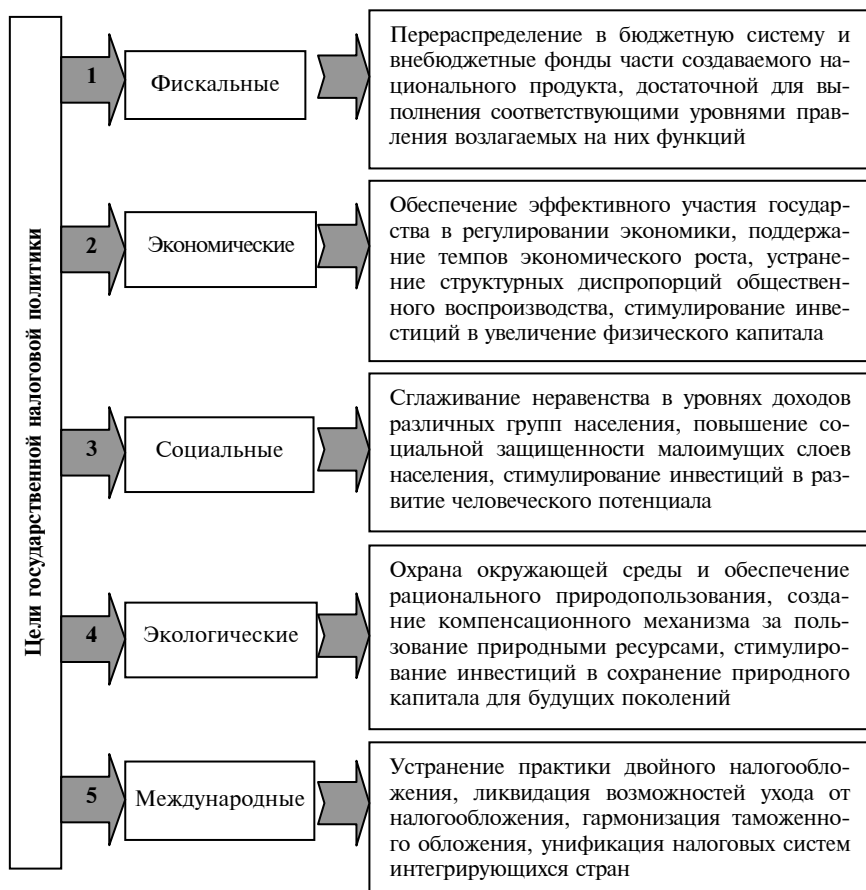 Цели государственной налоговой политики
1
Фискальные
Перераспределение в бюджетную систему и
внебюджетные фонды части создаваемого на-
ционального продукта, достаточной для вы-
полнения соответствующими уровнями прав-
ления возлагаемых на них функций
2
Экономические
Обеспечение эффективного участия государ-
ства в регулировании экономики, поддержа-
ние темпов экономического роста, устране-
ние структурных диспропорций обществен-
ного воспроизводства, стимулирование инве-
стиций в увеличение физического капитала
3
Социальные
Сглаживание неравенства в уровнях доходов
различных групп населения, повышение со-
циальной защищенности малоимущих слоев
населения, стимулирование инвестиций в раз-
витие человеческого потенциала
4
Экологические
Охрана окружающей среды и обеспечение
рационального природопользования, созда-
ние компенсационного механизма за поль-
зование природными ресурсами, стимулиро-
вание инвестиций в сохранение природного
капитала для будущих поколений
5
Международные
Устранение практики двойного налогообло-
жения, ликвидация возможностей ухода от
налогообложения, гармонизация таможенно-
го обложения, унификация налоговых систем
интегрирующихся стран